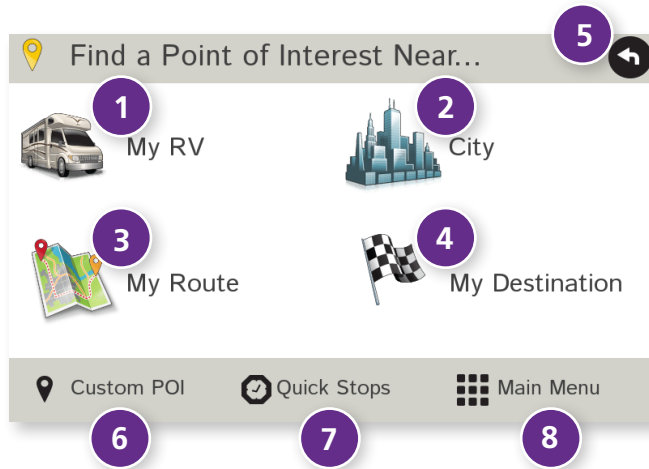 5
Find a Point of Interest Near...
1
2
My RV
City
3
4
My Route
My Destination
Custom POI
Quick Stops
Main Menu
6
7
8